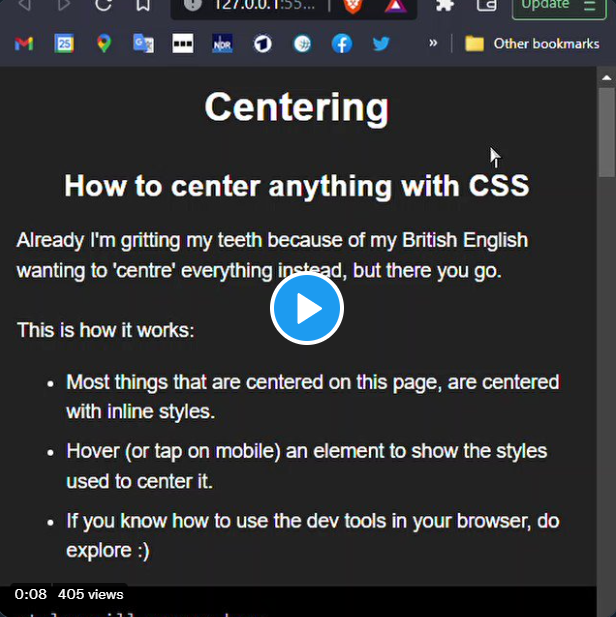 127.0.0.1:55...
Update
25
NDR
»
Other bookmarks
Centering
How to center anything with CSS
Already I'm gritting my teeth because of my British English
wanting to 'centre' everything instead, but there you go.
This is how it works:
• Most things that are centered on this page, are centered
with inline styles.
• Hover (or tap on mobile) an element to show the styles
used to center it.
• If you know how to use the dev tools in your browser, do
explore :)
0:08 405 views